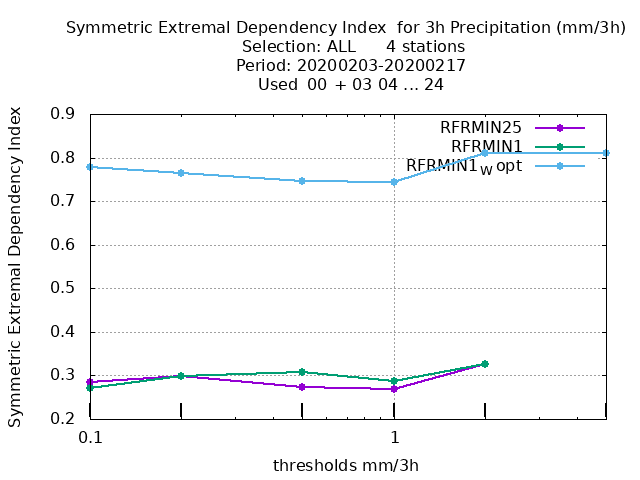 Symmetric Extremal Dependency Index  for 3h Precipitation (mm/3h)
Selection: ALL      4 stations
Period: 20200203-20200217
Used  00  + 03 04 ... 24
Symmetric Extremal Dependency Index
0.9
0.8
0.7
0.6
0.5
0.4
0.3
0.2
RFRMIN25
RFRMIN1
RFRMIN1w opt
0.1
1
thresholds mm/3h